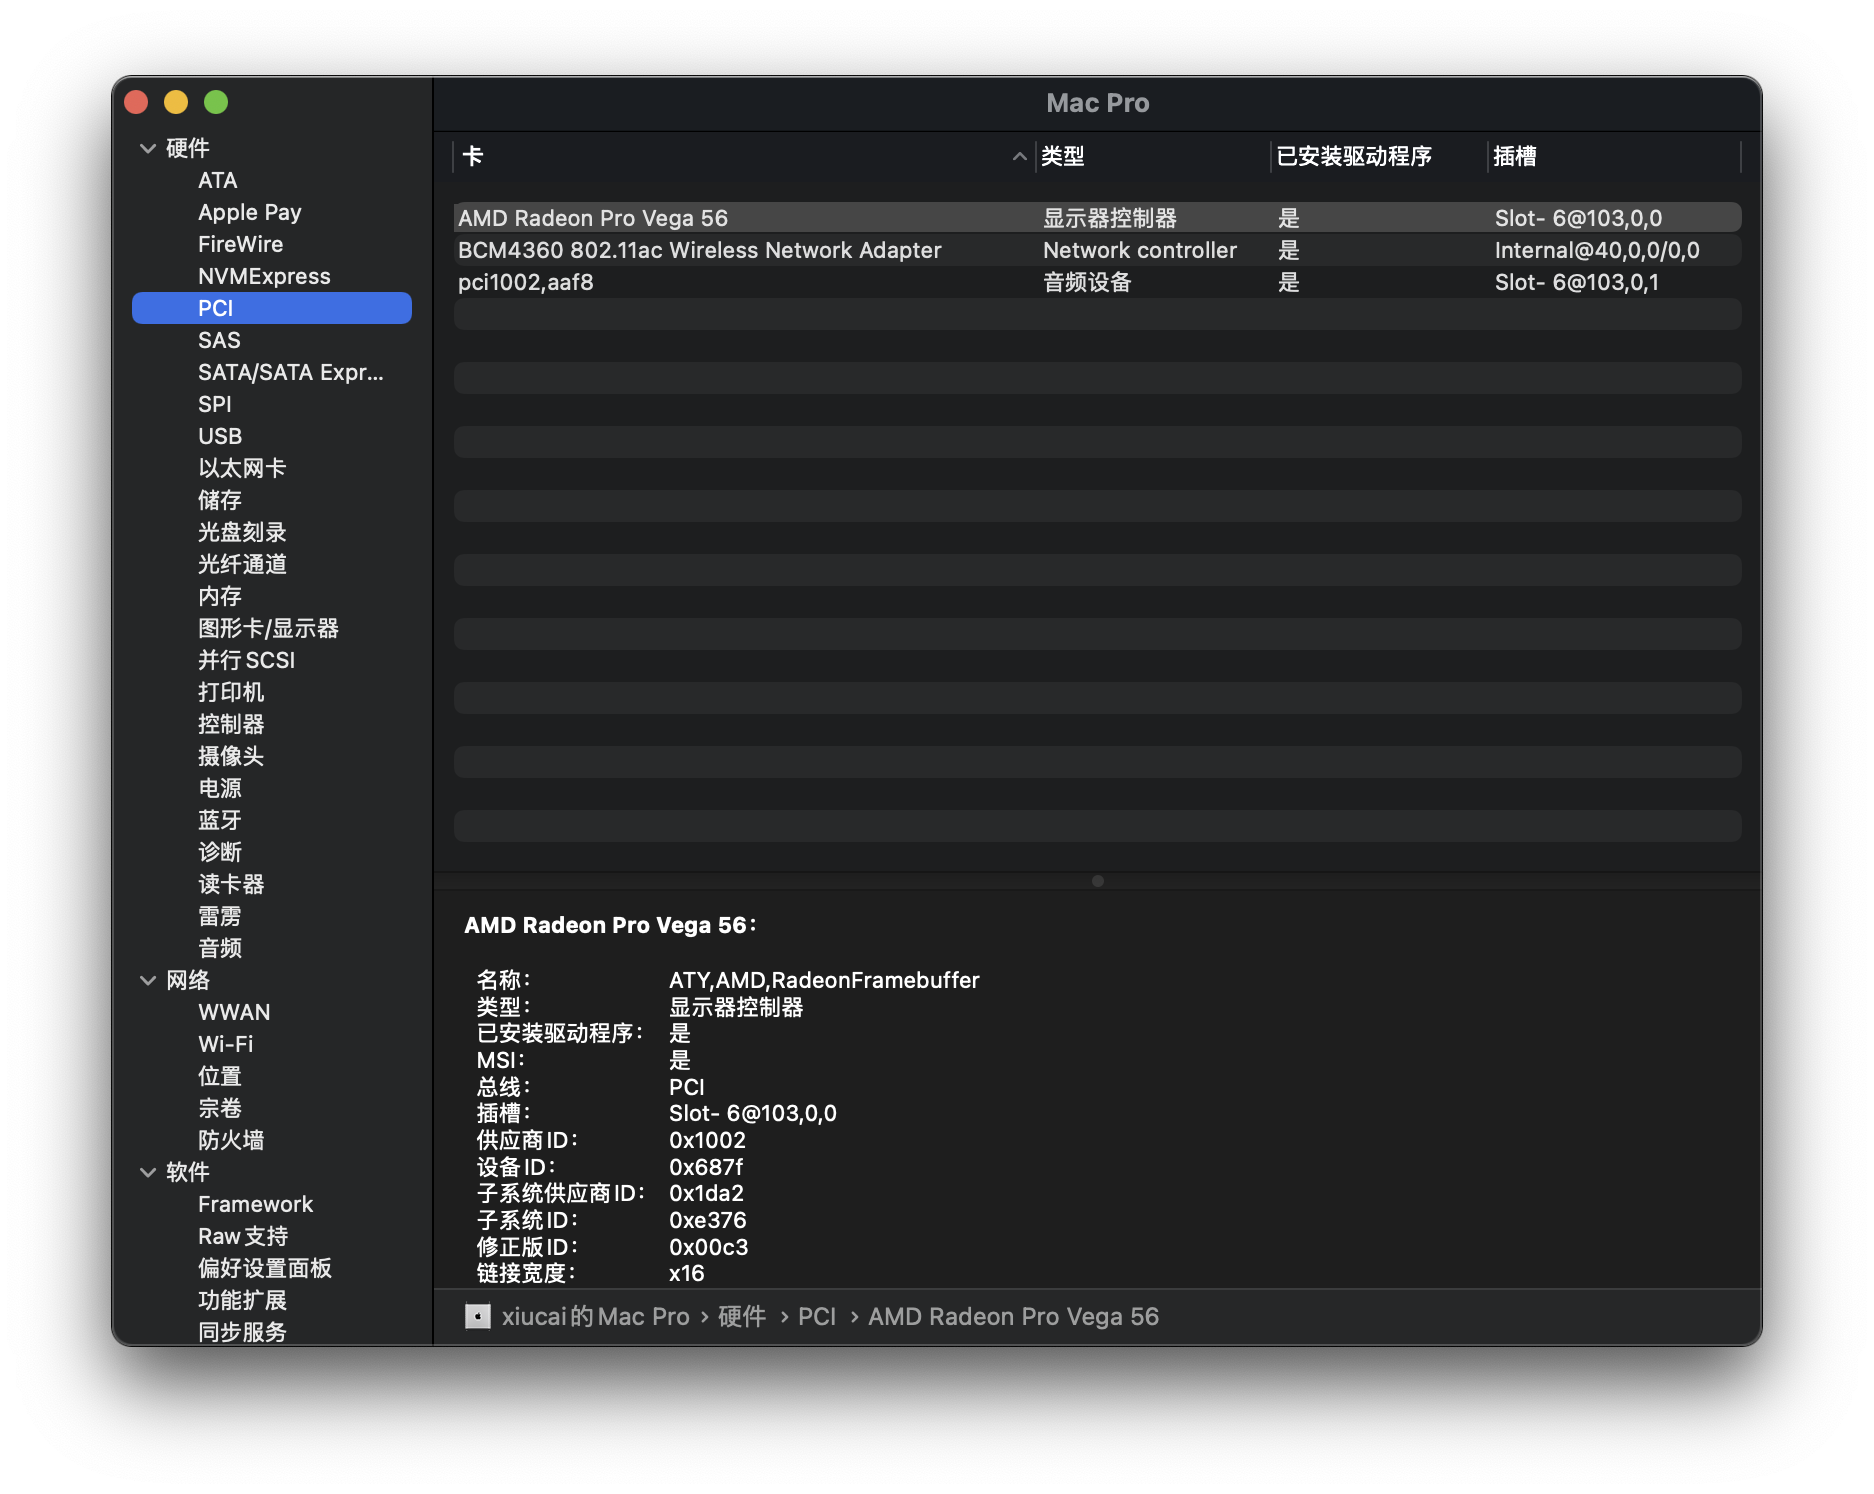 Mac Pro
硬件
ATA
Apple Pay
FireWire
NVMExpress
PCI
SAS
SATA/SATA Expr...
SPI
USB
以太网卡
储存
光盘刻录
光纤通道
内存
图形卡/显示器
并行SCSI
打印机
控制器
摄像头
电源
蓝牙
诊断
读卡器
雷雳
音频
网络
WWAN
Wi-Fi
位置
宗卷
防火墙
软件
Framework
Raw支持
偏好设置面板
功能扩展
同步服务
卡 类型 已安装驱动程序 插槽
AMD Radeon Pro Vega 56 显示器控制器 是 Slot- 6@103,0,0
BCM4360 802.11ac Wireless Network Adapter Network controller 是 Internal@40,0,0/0,0
pci1002,aaf8 音频设备 是 Slot- 6@103,0,1
AMD Radeon Pro Vega 56：
名称： ATY,AMD,RadeonFramebuffer
类型： 显示器控制器
已安装驱动程序： 是
MSI： 是
总线： PCI
插槽： Slot- 6@103,0,0
供应商ID： 0x1002
设备ID： 0x687f
子系统供应商ID： 0x1da2
子系统ID： 0xe376
修正版ID： 0x00c3
链接宽度： x16
xiucai的Mac Pro › 硬件 › PCI › AMD Radeon Pro Vega 56